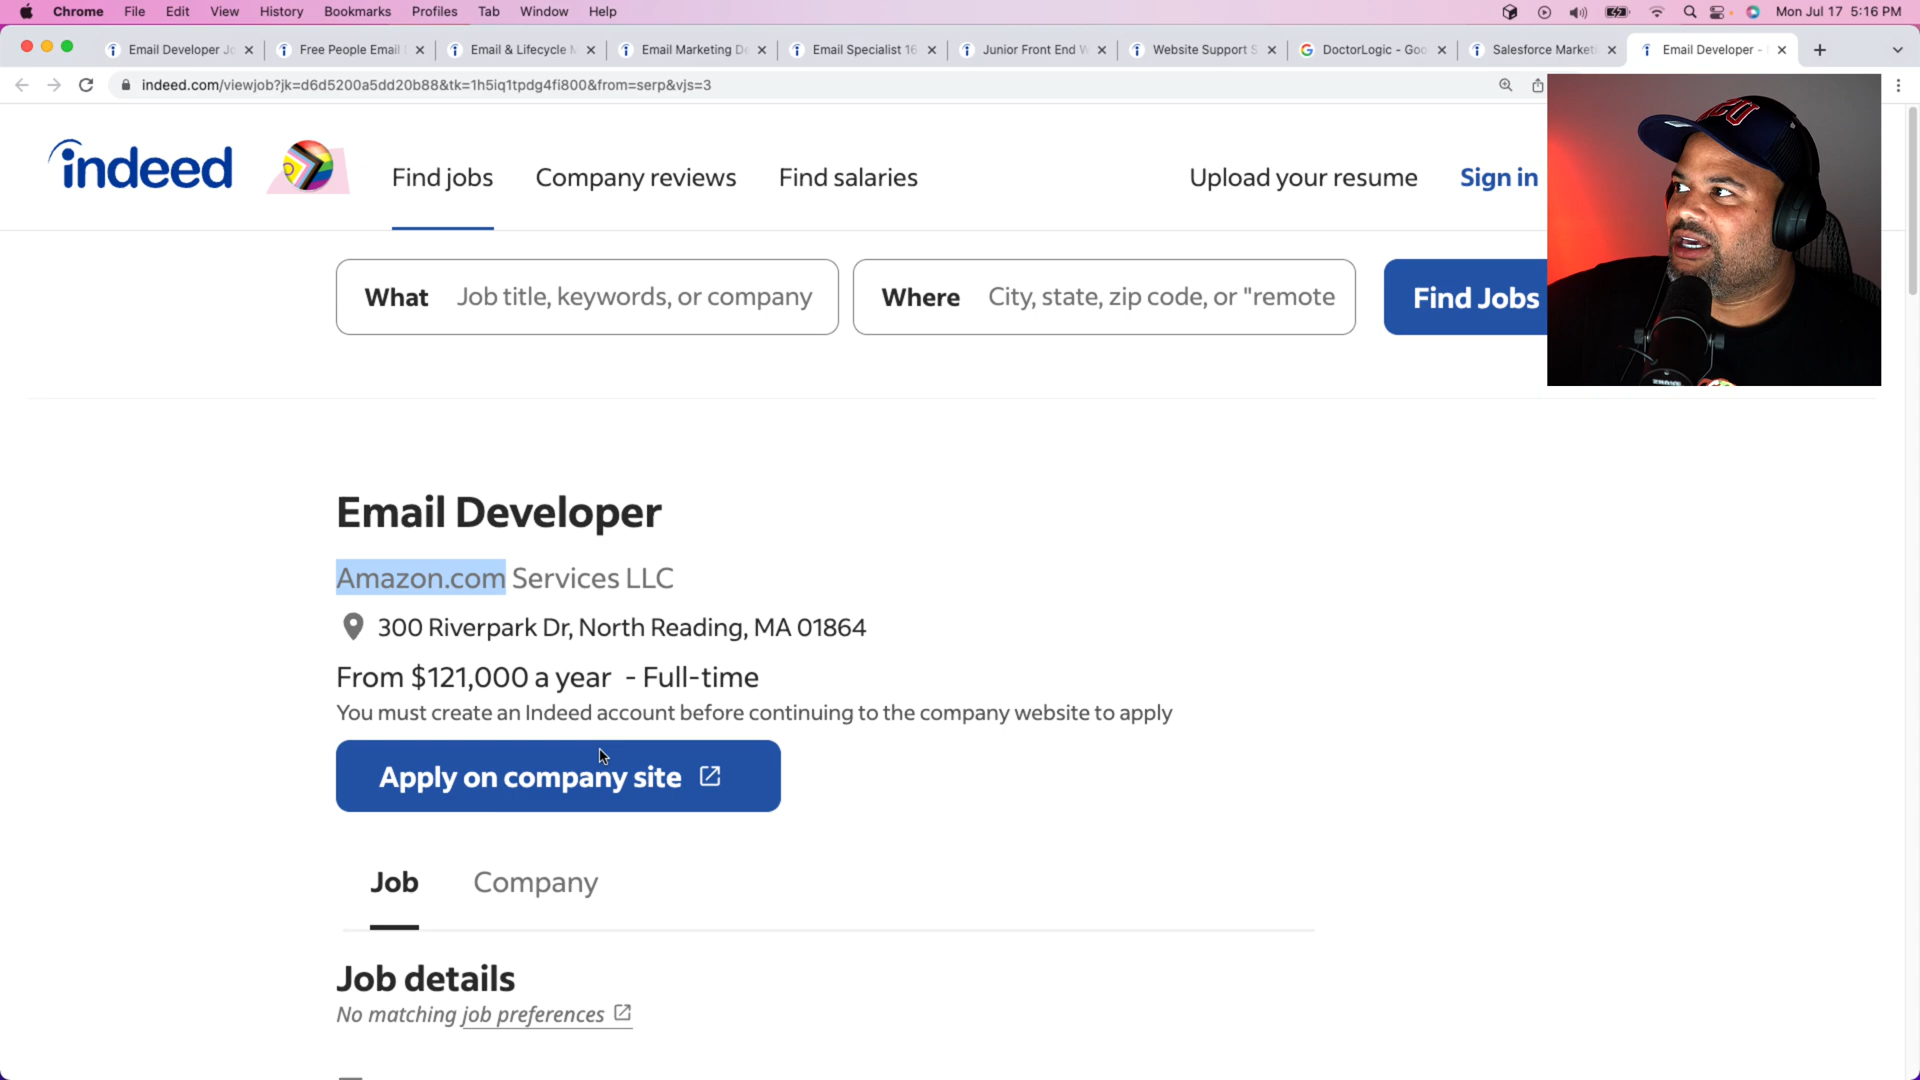 Chrome File Edit View History Bookmarks Profiles Tab Window Help Mon Jul 17 5:16 PM
Email Developer Jo Free People Email Email & Lifecycle M Email Marketing De Email Specialist 16 Junior Front End W Website Support S DoctorLogic - Goo Salesforce Market Email Developer -
indeed.com/viewjob?jk=d6d5200a5dd20b88&tk=1h5iq1tpdg4fi800&from=serp&vjs=3
indeed Find jobs Company reviews Find salaries Upload your resume Sign in
What Job title, keywords, or company Where City, state, zip code, or "remote Find Jobs
Email Developer
Amazon.com Services LLC
300 Riverpark Dr, North Reading, MA 01864
From $121,000 a year - Full-time
You must create an Indeed account before continuing to the company website to apply
Apply on company site
Job Company
Job details
No matching job preferences